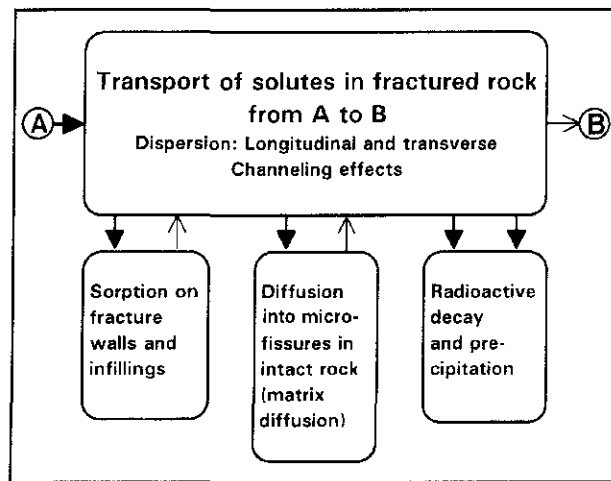 Transport of solutes in fractured rock
from A to B
A
B
Dispersion: Longitudinal and transverse
Channeling effects
Sorption on
fracture
walls and
infillings
Diffusion
into micro-
fissures in
intact rock
(matrix
diffusion)
Radioactive
decay
and pre-
cipitation